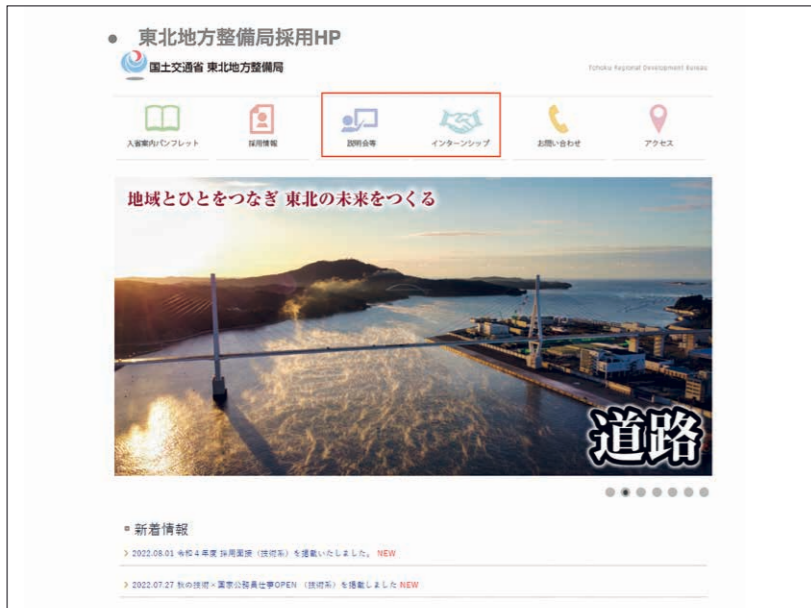 ● 東北地方整備局採用HP
国土交通省 東北地方整備局
Tohoku Regional Development Bureau
入省案内パンフレット 採用情報 説明会等 インターンシップ お問い合わせ アクセス
地域とひとをつなぎ 東北の未来をつくる
道路
新着情報
> 2022.08.01 令和4年度 採用面接（技術系）を掲載いたしました。 NEW
> 2022.07.27 秋の技術×国家公務員仕事OPEN （技術系）を掲載しました NEW